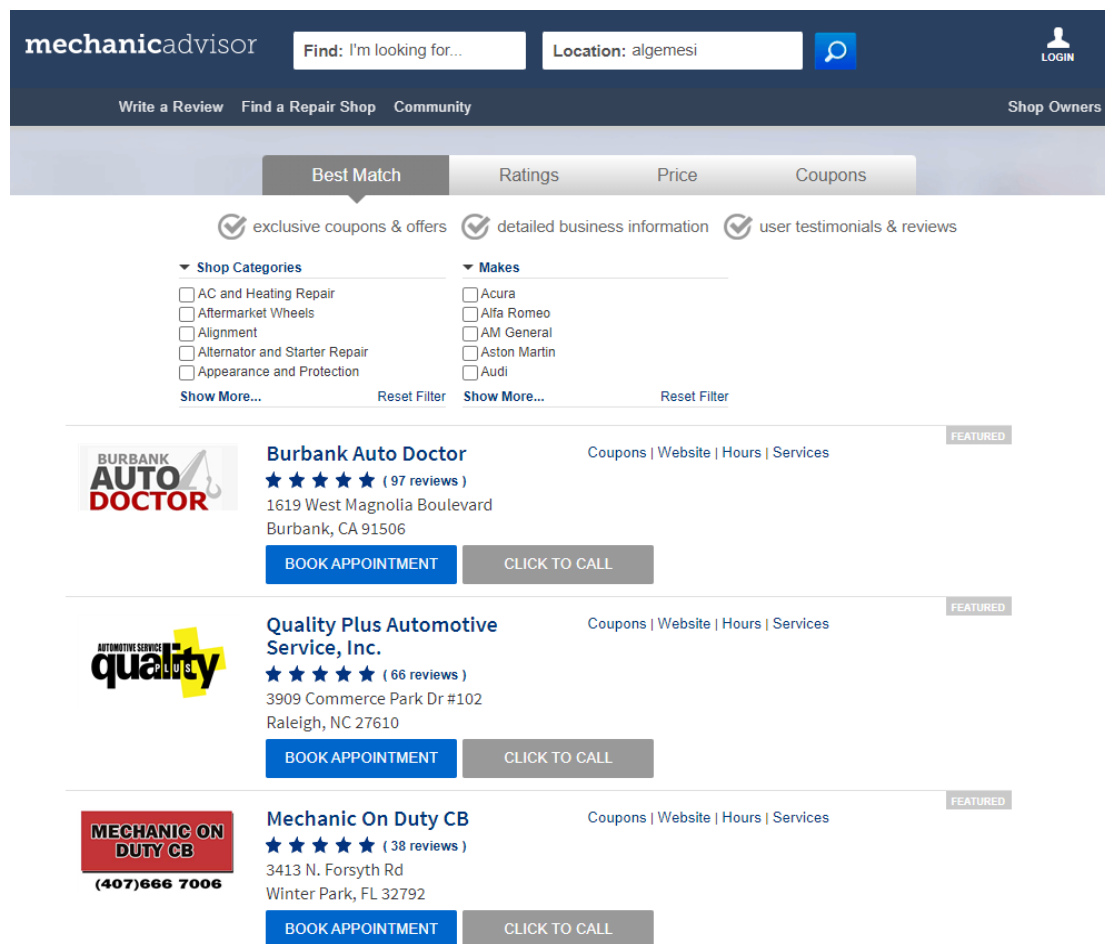 mechanicadvisor
Find: I'm looking for...
Location: algemesi
LOGIN
Write a Review Find a Repair Shop Community Shop Owners
Best Match Ratings Price Coupons
exclusive coupons & offers detailed business information user testimonials & reviews
Shop Categories
AC and Heating Repair
Aftermarket Wheels
Alignment
Alternator and Starter Repair
Appearance and Protection
Show More... Reset Filter
Makes
Acura
Alfa Romeo
AM General
Aston Martin
Audi
Show More... Reset Filter
FEATURED
BURBANK
AUTO
DOCTOR
Burbank Auto Doctor
( 97 reviews )
1619 West Magnolia Boulevard
Burbank, CA 91506
Coupons | Website | Hours | Services
BOOK APPOINTMENT CLICK TO CALL
FEATURED
AUTOMOTIVE SERVICE
quality
PLUS
Quality Plus Automotive
Service, Inc.
( 66 reviews )
3909 Commerce Park Dr #102
Raleigh, NC 27610
Coupons | Website | Hours | Services
BOOK APPOINTMENT CLICK TO CALL
FEATURED
MECHANIC ON
DUTY CB
(407)666 7006
Mechanic On Duty CB
( 38 reviews )
3413 N. Forsyth Rd
Winter Park, FL 32792
Coupons | Website | Hours | Services
BOOK APPOINTMENT CLICK TO CALL